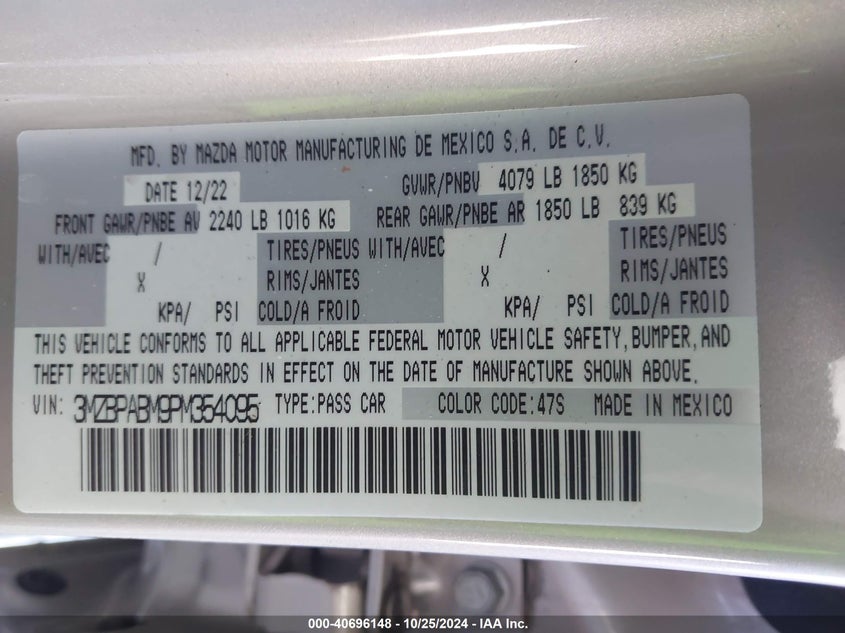 MFD. BY MAZDA MOTOR MANUFACTURING DE MEXICO S.A. DE C.V.
DATE 12/22 GVWR/PNBV 4079 LB 1850 KG
FRONT GAWR/PNBE AV 2240 LB 1016 KG REAR GAWR/PNBE AR 1850 LB 839 KG
WITH/AVEC / TIRES/PNEUS WITH/AVEC / TIRES/PNEUS
X RIMS/JANTES X RIMS/JANTES
KPA/ PSI COLD/A FROID KPA/ PSI COLD/A FROID
THIS VEHICLE CONFORMS TO ALL APPLICABLE FEDERAL MOTOR VEHICLE SAFETY, BUMPER, AND
THEFT PREVENTION STANDARDS IN EFFECT ON THE DATE OF MANUFACTURE SHOWN ABOVE.
VIN: 3MZBPABM9PM354095 TYPE:PASS CAR COLOR CODE:47S MADE IN MEXICO
000-40696148 - 10/25/2024 - IAA Inc.